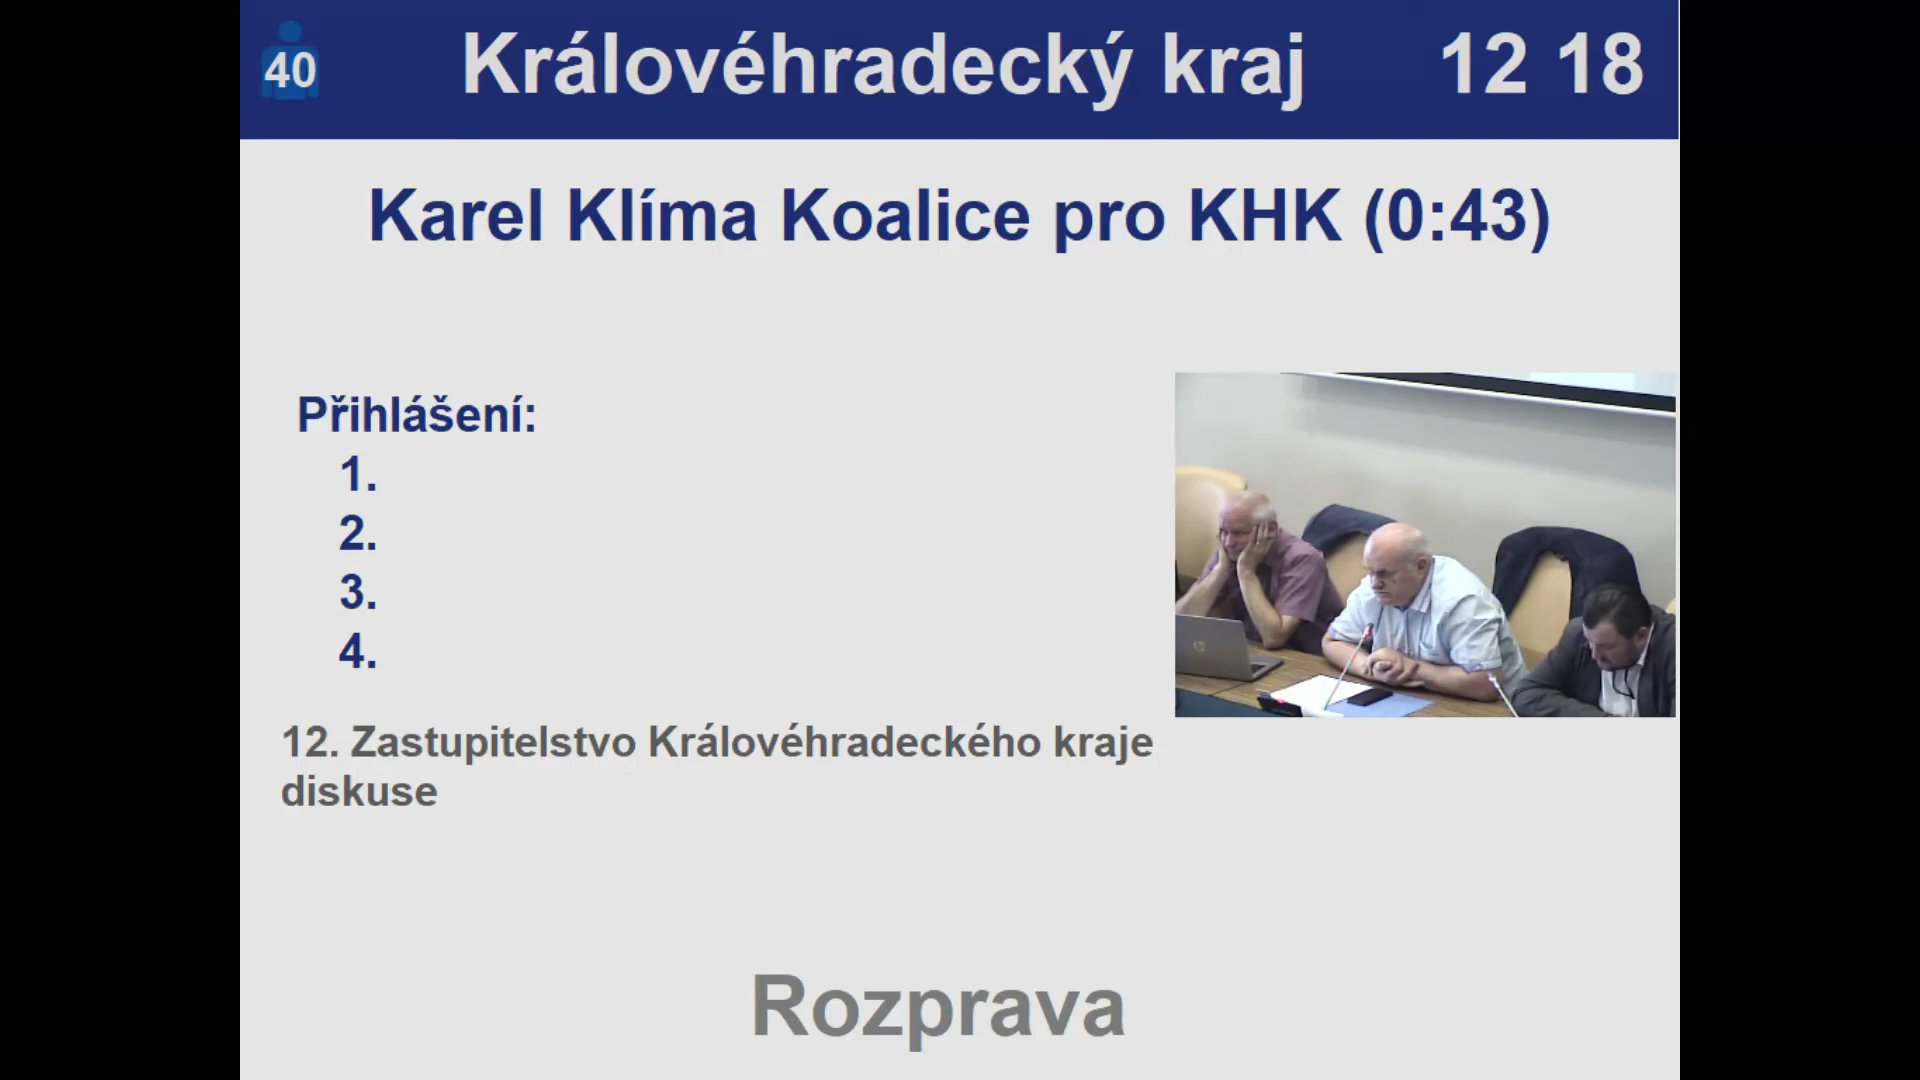 40 Královéhradecký kraj 12 18
Karel Klíma Koalice pro KHK (0:43)
Přihlášení:
1.
2.
3.
4.
12. Zastupitelstvo Královéhradeckého kraje
diskuse
Rozprava